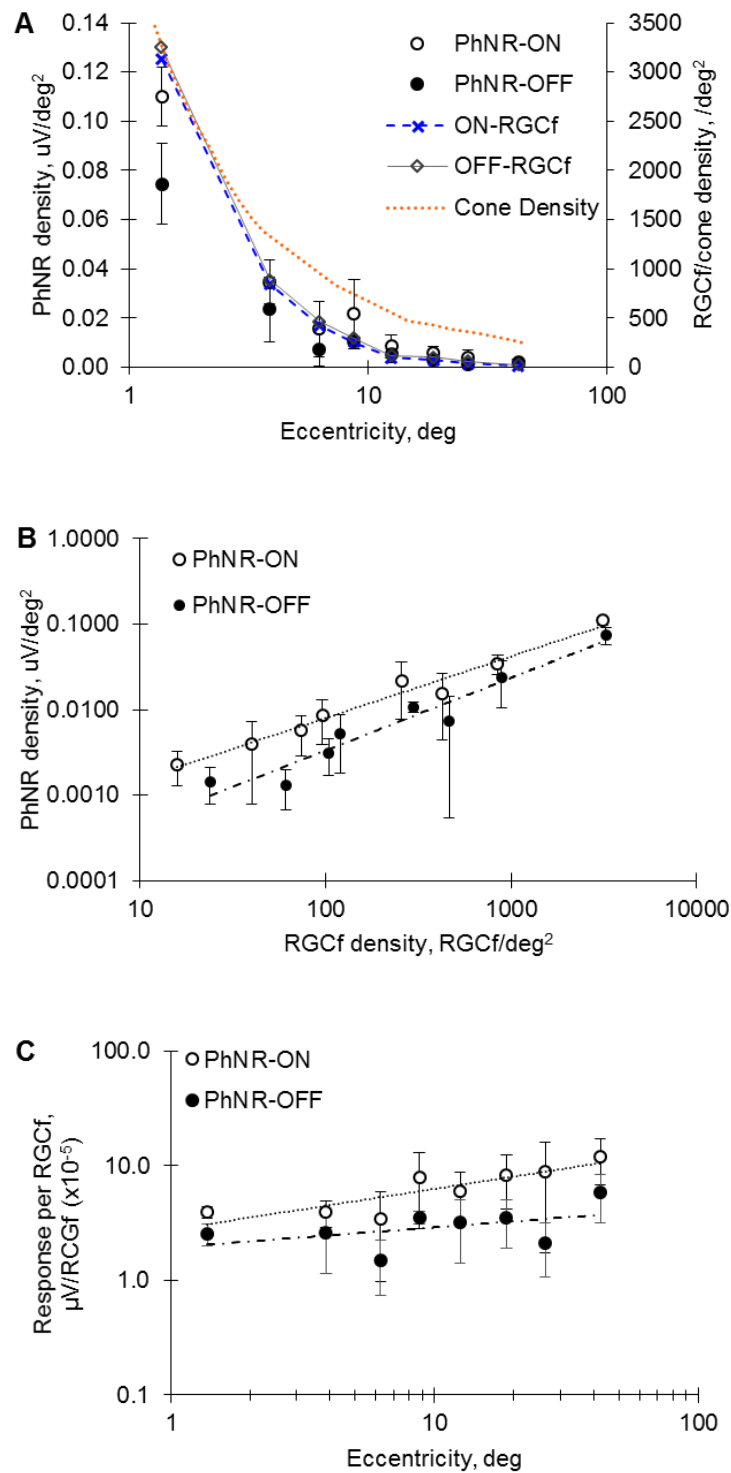 A
0.14
0.12
0.10
0.08
0.06
0.04
0.02
0.00
PhNR density, uV/deg²
PhNR-ON
PhNR-OFF
ON-RGCf
OFF-RGCf
Cone Density
3500
3000
2500
2000
1500
1000
500
0
RGCf/cone density, /deg²
1
10
100
Eccentricity, deg
B
1.0000
0.1000
0.0100
0.0010
0.0001
PhNR density, uV/deg²
PhNR-ON
PhNR-OFF
10
100
1000
10000
RGCf density, RGCf/deg²
C
100.0
10.0
1.0
0.1
Response per RGCf,
µV/RCGf (x10⁻⁵)
PhNR-ON
PhNR-OFF
1
10
100
Eccentricity, deg